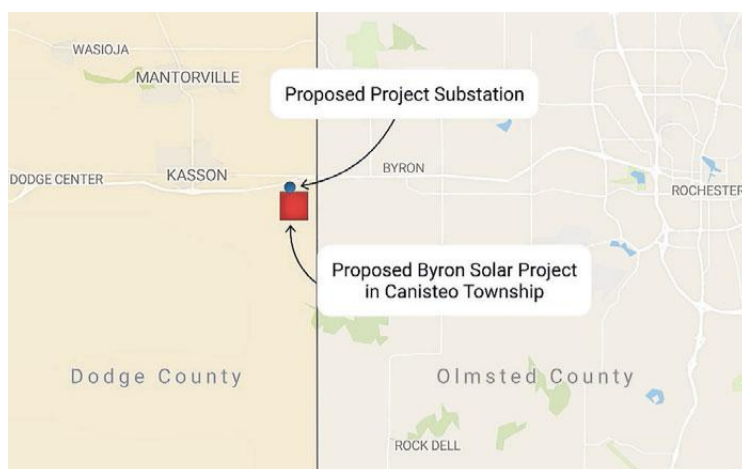 WASIOJA
MANTORVILLE
Proposed Project Substation
DODGE CENTER
KASSON
BYRON
ROCHESTER
Proposed Byron Solar Project
in Canisteo Township
Dodge County
Olmsted County
ROCK DELL